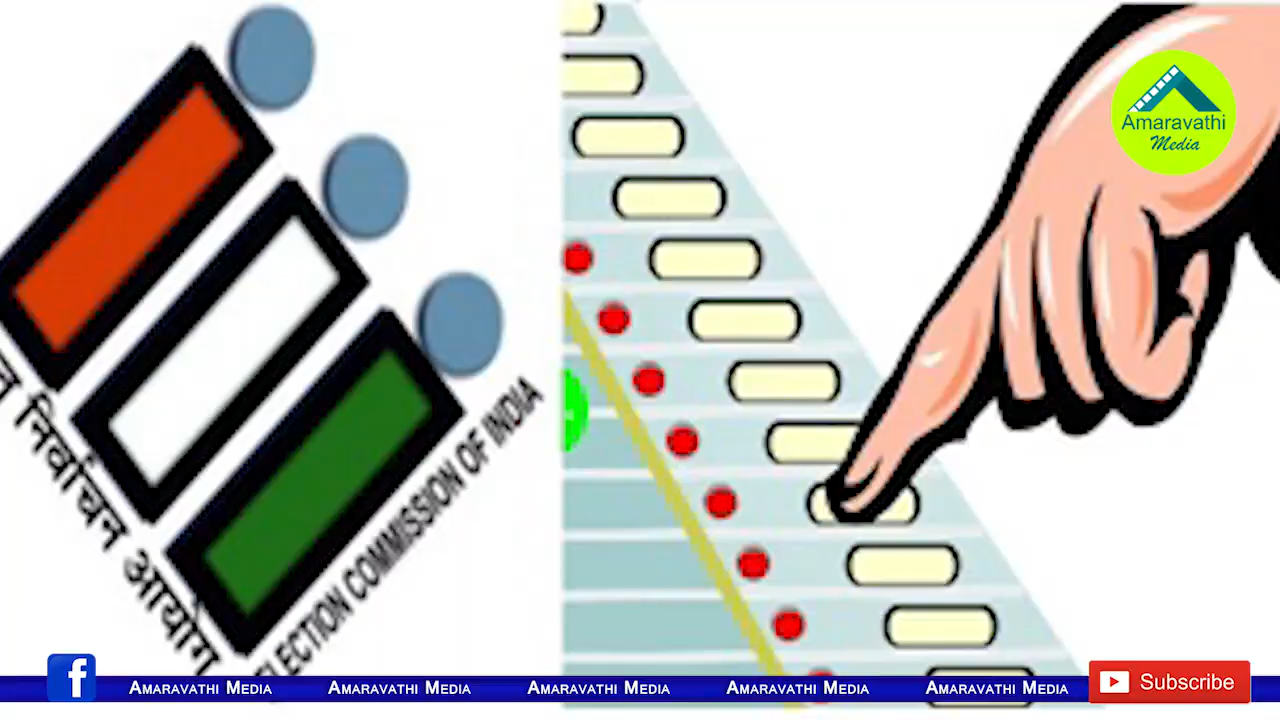 निर्वाचन आयोग
ELECTION COMMISSION OF INDIA
Amaravathi
Media
f
AMARAVATHI MEDIA AMARAVATHI MEDIA AMARAVATHI MEDIA AMARAVATHI MEDIA AMARAVATHI MEDIA
Subscribe